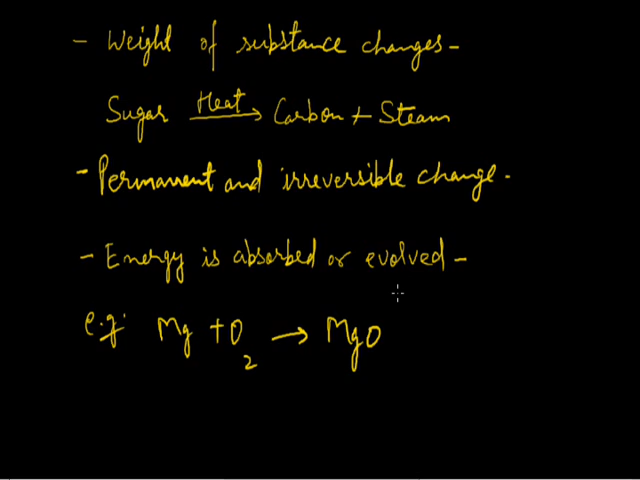 - Weight of substance changes -
Sugar Heat → Carbon + Steam
- Permanent and irreversible change.
- Energy is absorbed or evolved -
e.g: Mg + O₂ → MgO